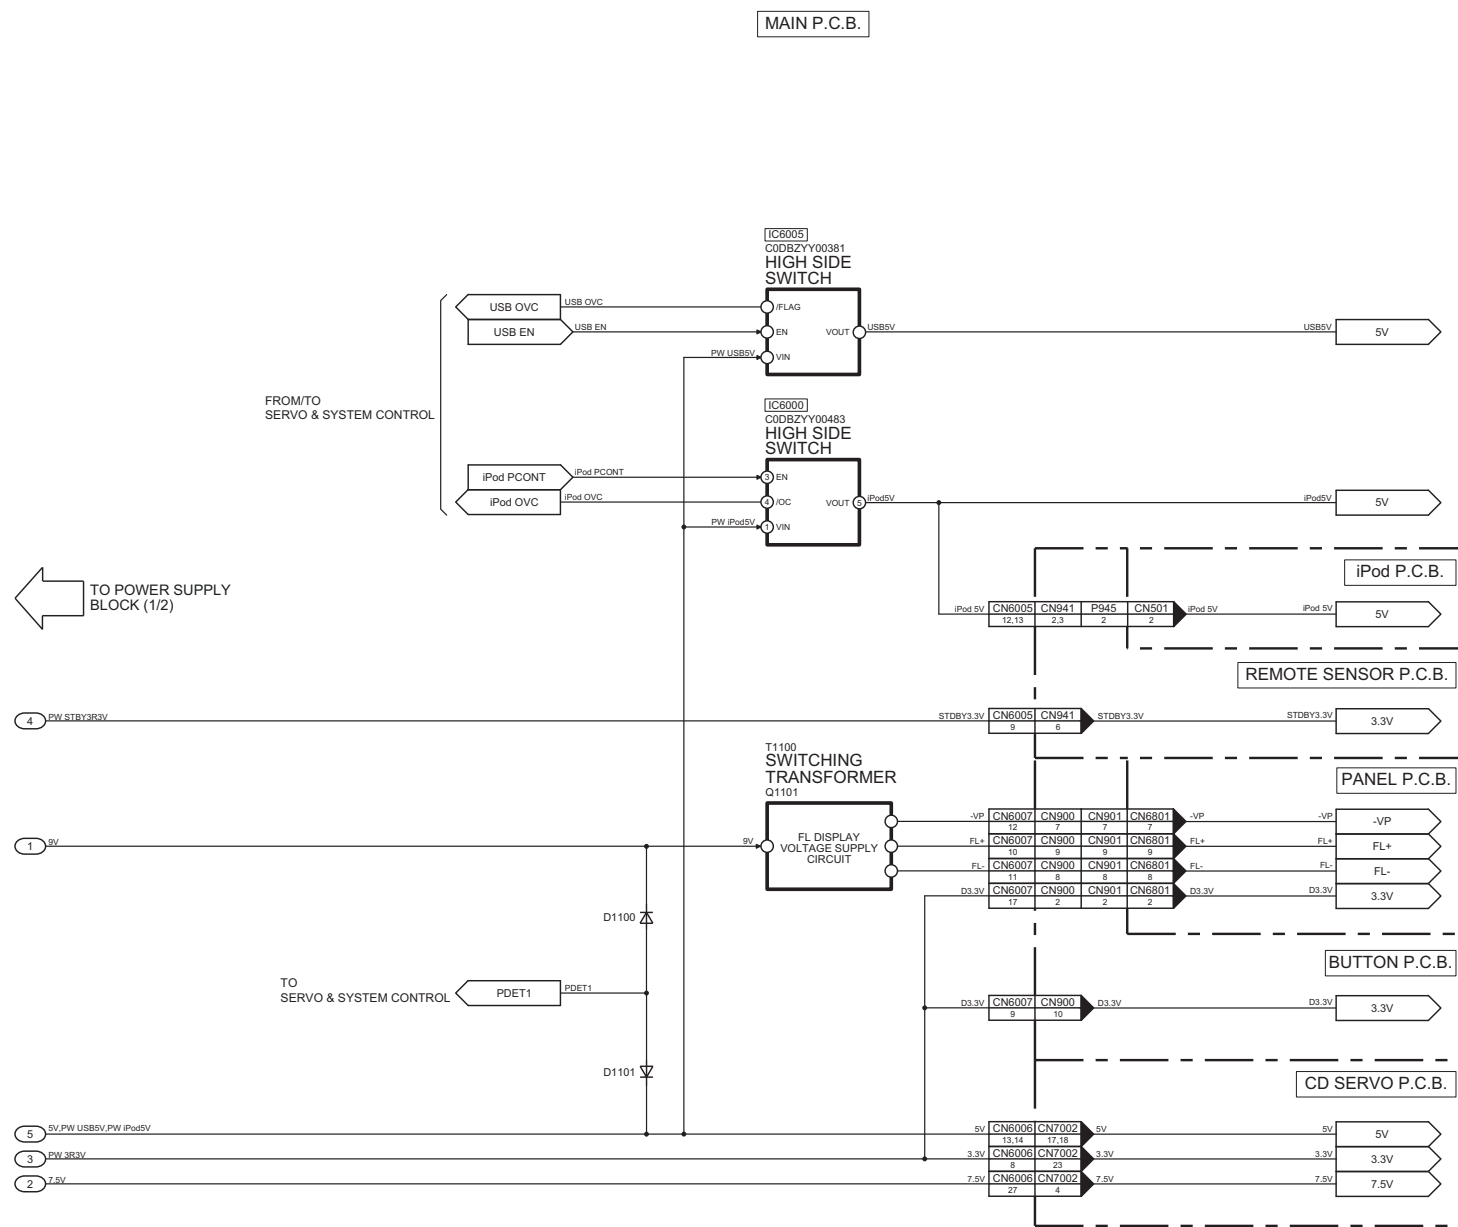 MAIN P.C.B.
IC6005
C0DBZYY00381
HIGH SIDE
SWITCH
USB OVC
USB OVC
/FLAG
USB EN
USB EN
EN
VOUT
USB5V
USB5V
5V
PW USB5V
VIN
FROM/TO
SERVO & SYSTEM CONTROL
IC6000
C0DBZYY00483
HIGH SIDE
SWITCH
iPod PCONT
iPod PCONT
3
EN
iPod OVC
iPod OVC
4
/OC
VOUT
5
iPod5V
iPod5V
5V
PW iPod5V
1
VIN
iPod P.C.B.
TO POWER SUPPLY
BLOCK (1/2)
iPod 5V
CN6005
CN941
P945
CN501
iPod 5V
iPod 5V
5V
12,13
2,3
2
2
REMOTE SENSOR P.C.B.
4
PW STBY3R3V
STDBY3.3V
CN6005
CN941
STDBY3.3V
STDBY3.3V
3.3V
9
6
T1100
SWITCHING
TRANSFORMER
Q1101
PANEL P.C.B.
-VP
CN6007
CN900
CN901
CN6801
-VP
-VP
-VP
12
7
7
7
1
9V
9V
FL DISPLAY
VOLTAGE SUPPLY
CIRCUIT
FL+
CN6007
CN900
CN901
CN6801
FL+
FL+
FL+
10
9
9
9
FL-
CN6007
CN900
CN901
CN6801
FL-
FL-
FL-
11
8
8
8
D3.3V
CN6007
CN900
CN901
CN6801
D3.3V
D3.3V
3.3V
17
2
2
2
D1100
BUTTON P.C.B.
TO
SERVO & SYSTEM CONTROL
PDET1
PDET1
D3.3V
CN6007
CN900
D3.3V
D3.3V
3.3V
9
10
D1101
CD SERVO P.C.B.
5
5V,PW USB5V,PW iPod5V
5V
CN6006
CN7002
5V
5V
5V
13,14
17,18
3
PW 3R3V
3.3V
CN6006
CN7002
3.3V
3.3V
3.3V
8
23
2
7.5V
7.5V
CN6006
CN7002
7.5V
7.5V
7.5V
27
4